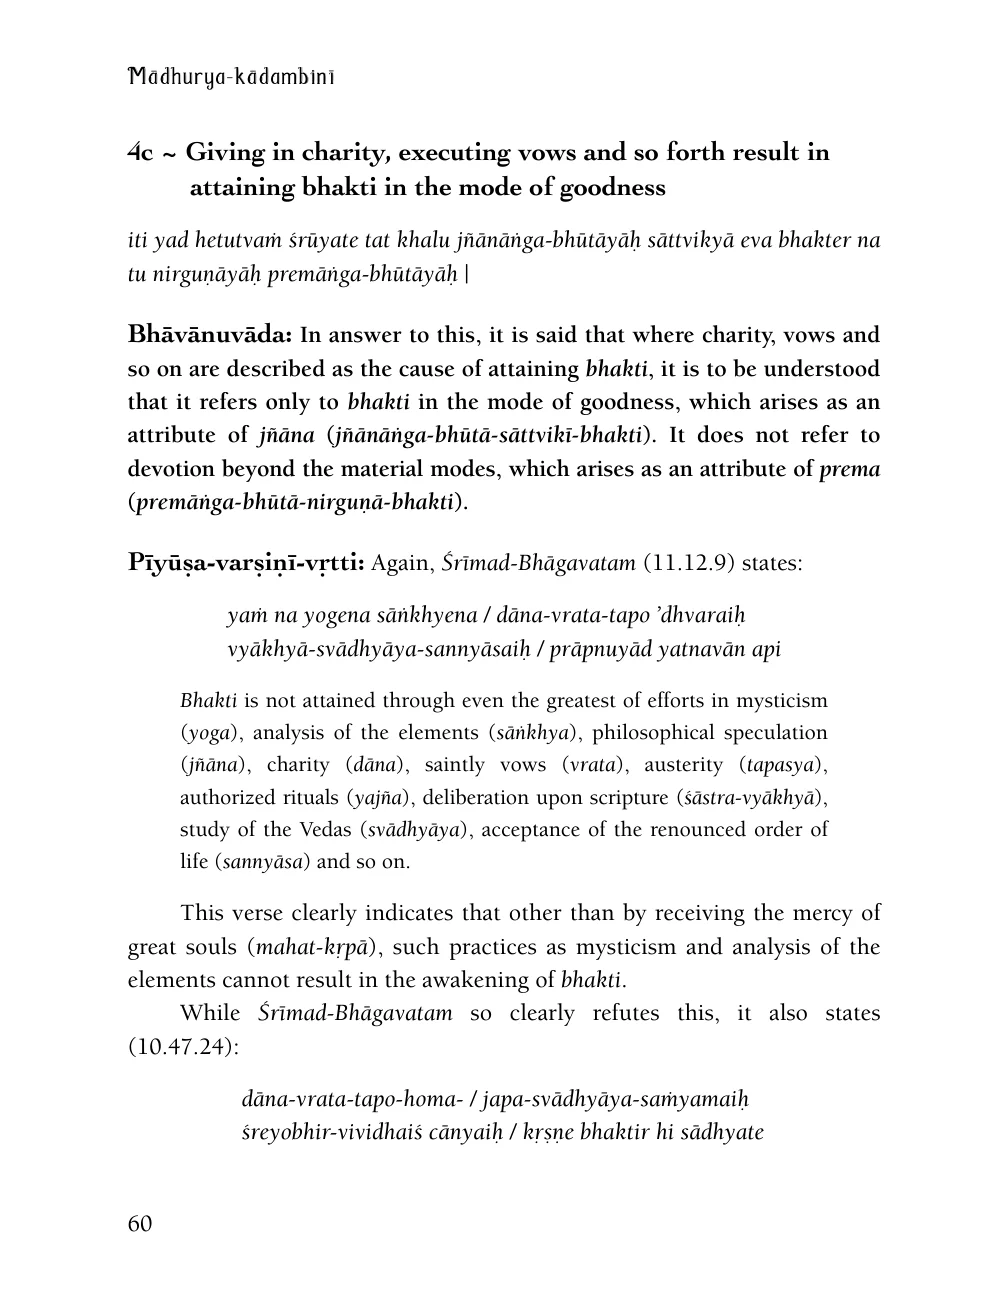 Mādhurya-kādambinī
4c ~ Giving in charity, executing vows and so forth result in
attaining bhakti in the mode of goodness
iti yad hetutvaṁ śrūyate tat khalu jñānāṅga-bhūtāyāḥ sāttvikyā eva bhakter na
tu nirguṇāyāḥ premāṅga-bhūtāyāḥ |
Bhāvānuvāda: In answer to this, it is said that where charity, vows and
so on are described as the cause of attaining bhakti, it is to be understood
that it refers only to bhakti in the mode of goodness, which arises as an
attribute of jñāna (jñānāṅga-bhūtā-sāttvikī-bhakti). It does not refer to
devotion beyond the material modes, which arises as an attribute of prema
(premāṅga-bhūtā-nirguṇā-bhakti).
Pīyūṣa-varṣiṇī-vṛtti: Again, Śrīmad-Bhāgavatam (11.12.9) states:
yaṁ na yogena sāṅkhyena / dāna-vrata-tapo ’dhvaraiḥ
vyākhyā-svādhyāya-sannyāsaiḥ / prāpnuyād yatnavān api
Bhakti is not attained through even the greatest of efforts in mysticism
(yoga), analysis of the elements (sāṅkhya), philosophical speculation
(jñāna), charity (dāna), saintly vows (vrata), austerity (tapasya),
authorized rituals (yajña), deliberation upon scripture (śāstra-vyākhyā),
study of the Vedas (svādhyāya), acceptance of the renounced order of
life (sannyāsa) and so on.
This verse clearly indicates that other than by receiving the mercy of
great souls (mahat-kṛpā), such practices as mysticism and analysis of the
elements cannot result in the awakening of bhakti.
While Śrīmad-Bhāgavatam so clearly refutes this, it also states
(10.47.24):
dāna-vrata-tapo-homa- / japa-svādhyāya-saṁyamaiḥ
śreyobhir-vividhaiś cānyaiḥ / kṛṣṇe bhaktir hi sādhyate
60